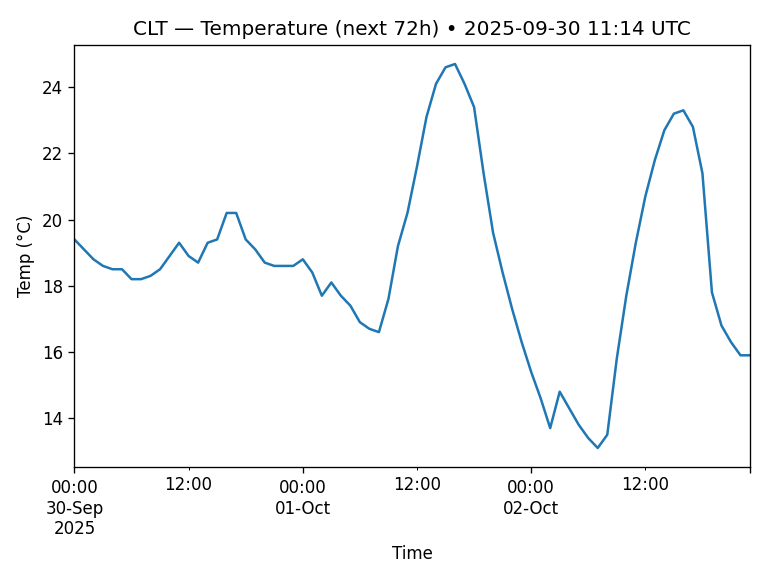 CLT — Temperature (next 72h) • 2025-09-30 11:14 UTC
Temp (°C)
24
22
20
18
16
14
00:00 12:00 00:00 12:00 00:00 12:00
30-Sep 01-Oct 02-Oct
2025
Time